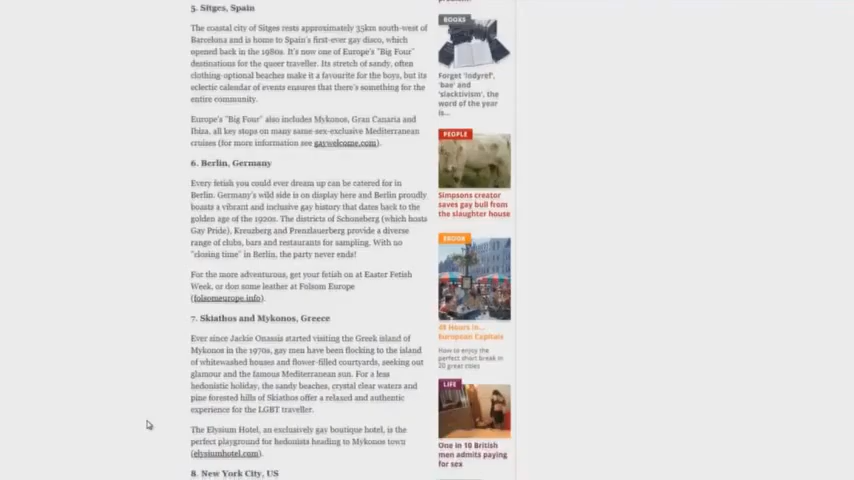 5. Sitges, Spain
The coastal city of Sitges rests approximately 35km south-west of
Barcelona and is home to Spain's first-ever gay disco, which
opened back in the 1980s. It's now one of Europe's "Big Four"
destinations for the queer traveller. Its stretch of sandy, often
clothing-optional beaches make it a favourite for the boys, but its
eclectic calendar of events ensures that there's something for the
entire community.
Europe's "Big Four" also includes Mykonos, Gran Canaria and
Ibiza, all key stops on many same-sex-exclusive Mediterranean
cruises (for more information see gaywelcome.com).
6. Berlin, Germany
Every fetish you could ever dream up can be catered for in
Berlin. Germany's wild side is on display here and Berlin proudly
boasts a vibrant and inclusive gay history that dates back to the
golden age of the 1920s. The districts of Schoneberg (which hosts
Gay Pride), Kreuzberg and Prenzlauerberg provide a diverse
range of clubs, bars and restaurants for sampling. With no
"closing time" in Berlin, the party never ends!
For the more adventurous, get your fetish on at Easter Fetish
Week, or don some leather at Folsom Europe
(folsomeurope.info).
7. Skiathos and Mykonos, Greece
Ever since Jackie Onassis started visiting the Greek island of
Mykonos in the 1970s, gay men have been flocking to the island
of whitewashed houses and flower-filled courtyards, seeking out
glamour and the famous Mediterranean sun. For a less
hedonistic holiday, the sandy beaches, crystal clear waters and
pine forested hills of Skiathos offer a relaxed and authentic
experience for the LGBT traveller.
The Elysium Hotel, an exclusively gay boutique hotel, is the
perfect playground for hedonists heading to Mykonos town
(elysiumhotel.com).
8. New York City, US
BOOKS
Forget 'indyref',
'bae' and
'slacktivism', the
word of the year
is...
PEOPLE
Simpsons creator
saves gay bull from
the slaughter house
EBOOK
48 Hours In...
European Capitals
How to enjoy the
perfect short break in
20 great cities
LIFE
One in 10 British
men admits paying
for sex